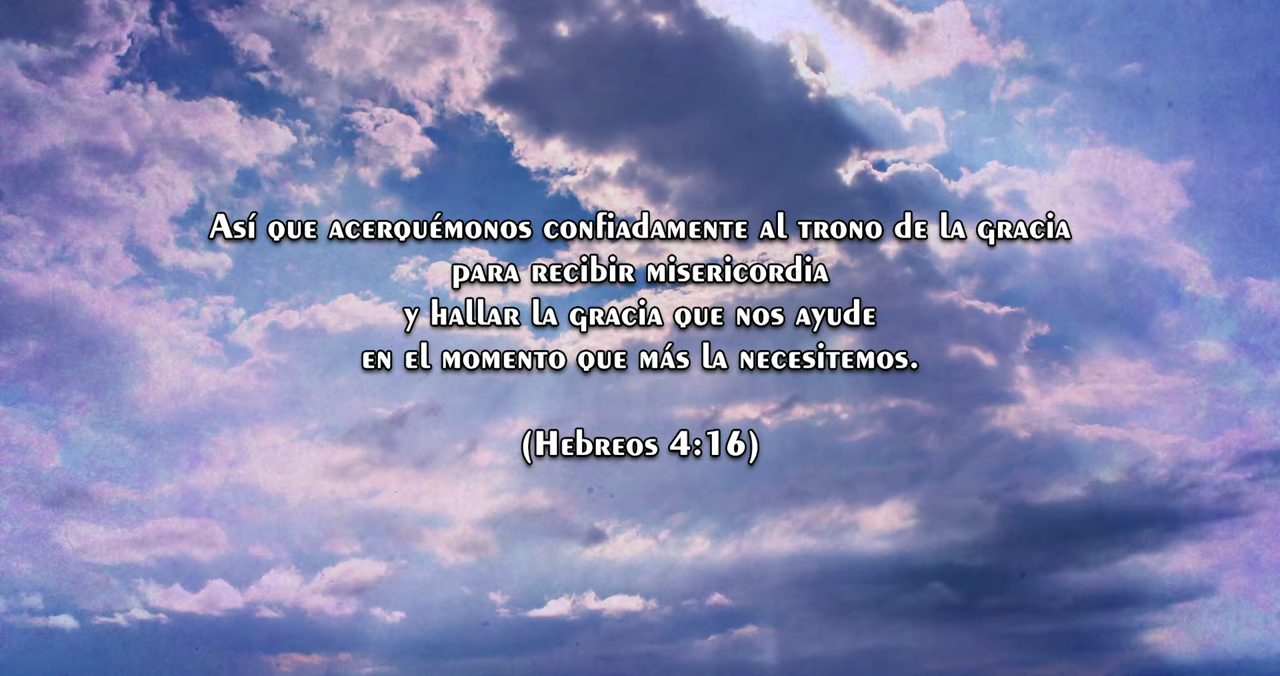 Así que acerquémonos confiadamente al trono de la gracia
para recibir misericordia
y hallar la gracia que nos ayude
en el momento que más la necesitemos.
(Hebreos 4:16)